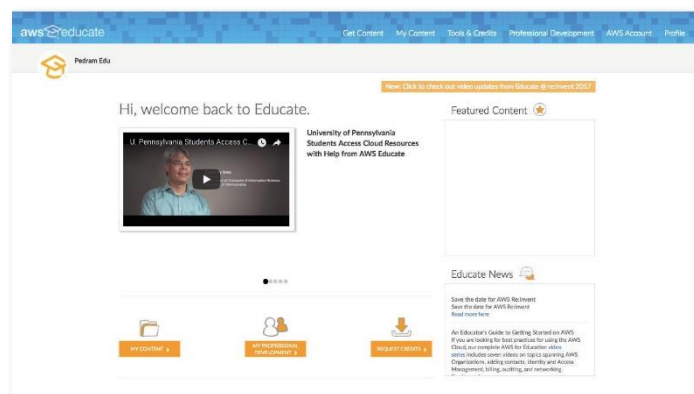 aws educate
Get Content My Content Tools & Credits Professional Development AWS Account Profile
Pedram Edu
New: Click to check out video updates from Educate @ re:Invent 2017
Hi, welcome back to Educate.
U. Pennsylvania Students Access C...
University of Pennsylvania
Students Access Cloud Resources
with Help from AWS Educate
MY CONTENT
MY PROFESSIONAL
DEVELOPMENT
REQUEST CREDITS
Featured Content
Educate News
Save the date for AWS Re:Invent
Save the date for AWS Re:Invent
Read more here
An Educator's Guide to Getting Started on AWS
If you are looking for best practices for using the AWS
Cloud, our complete AWS for Education video
series includes seven videos on topics spanning AWS
Organizations, adding contacts, Identity and Access
Management, billing, auditing, and networking.